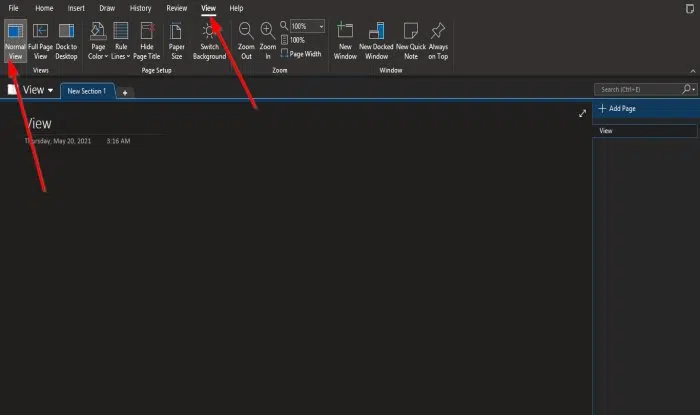 File Home Insert Draw History Review View Help
Normal View
Full Page View
Dock to Desktop
Views
Page Color
Rule Lines
Hide Page Title
Page Setup
Paper Size
Switch Background
Zoom Out
Zoom In
100%
100%
Page Width
Zoom
New Window
New Docked Window
New Quick Note
Always on Top
Window
View
New Section 1
Search (Ctrl+E)
View
Thursday, May 20, 2021 3:16 AM
Add Page
View